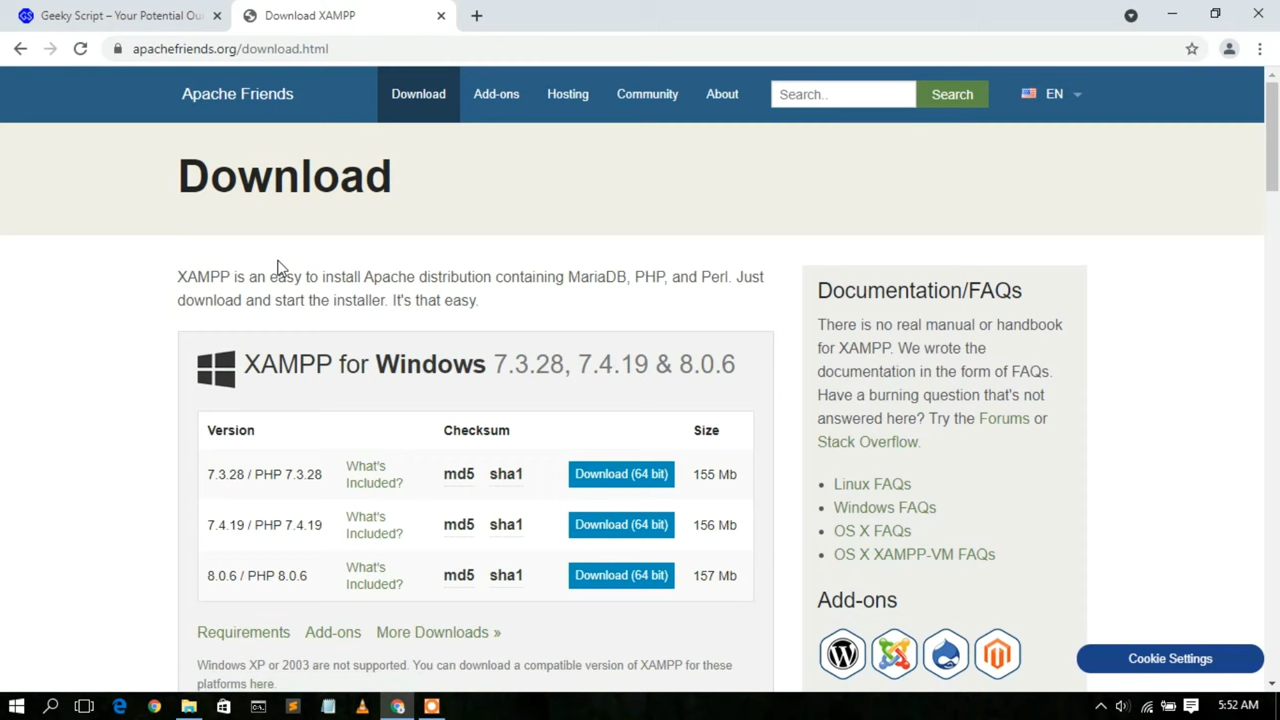 Geeky Script – Your Potential Ou
Download XAMPP
apachefriends.org/download.html
Apache Friends
Download
Add-ons
Hosting
Community
About
Search..
Search
EN
Download
XAMPP is an easy to install Apache distribution containing MariaDB, PHP, and Perl. Just
download and start the installer. It's that easy.
XAMPP for Windows 7.3.28, 7.4.19 & 8.0.6
Version Checksum Size
7.3.28 / PHP 7.3.28 What's Included? md5 sha1 Download (64 bit) 155 Mb
7.4.19 / PHP 7.4.19 What's Included? md5 sha1 Download (64 bit) 156 Mb
8.0.6 / PHP 8.0.6 What's Included? md5 sha1 Download (64 bit) 157 Mb
Requirements Add-ons More Downloads »
Windows XP or 2003 are not supported. You can download a compatible version of XAMPP for these
platforms here.
Documentation/FAQs
There is no real manual or handbook
for XAMPP. We wrote the
documentation in the form of FAQs.
Have a burning question that's not
answered here? Try the Forums or
Stack Overflow.
Linux FAQs
Windows FAQs
OS X FAQs
OS X XAMPP-VM FAQs
Add-ons
Cookie Settings
5:52 AM